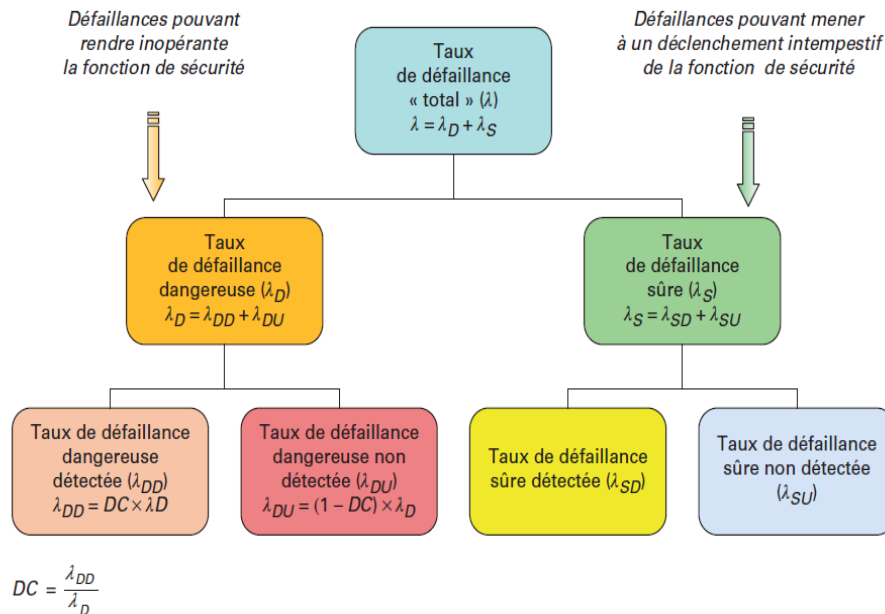 Défaillances pouvant
rendre inopérante
la fonction de sécurité
Taux
de défaillance
« total » (λ)
λ = λD + λS
Défaillances pouvant mener
à un déclenchement intempestif
de la fonction de sécurité
Taux
de défaillance
dangereuse (λD)
λD = λDD + λDU
Taux
de défaillance
sûre (λS)
λS = λSD + λSU
Taux de défaillance
dangereuse
détectée (λDD)
λDD = DC × λD
Taux de défaillance
dangereuse non
détectée (λDU)
λDU = (1 – DC) × λD
Taux de défaillance
sûre détectée (λSD)
Taux de défaillance
sûre non détectée
(λSU)
DC = λDD / λD